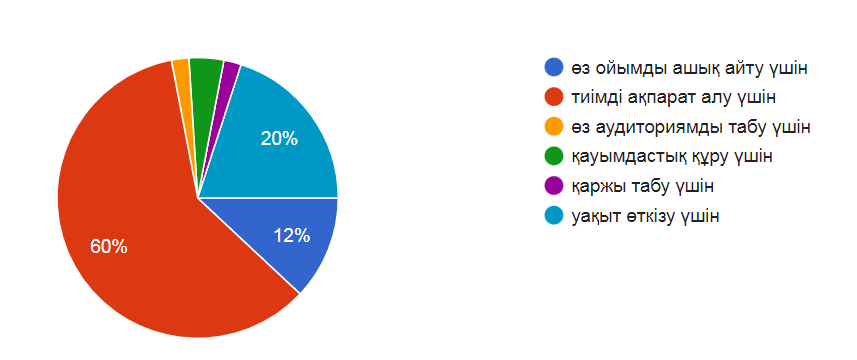 20%
12%
60%
өз ойымды ашық айту үшін
тиімді ақпарат алу үшін
өз аудиториямды табу үшін
қауымдастық құру үшін
қаржы табу үшін
уақыт өткізу үшін